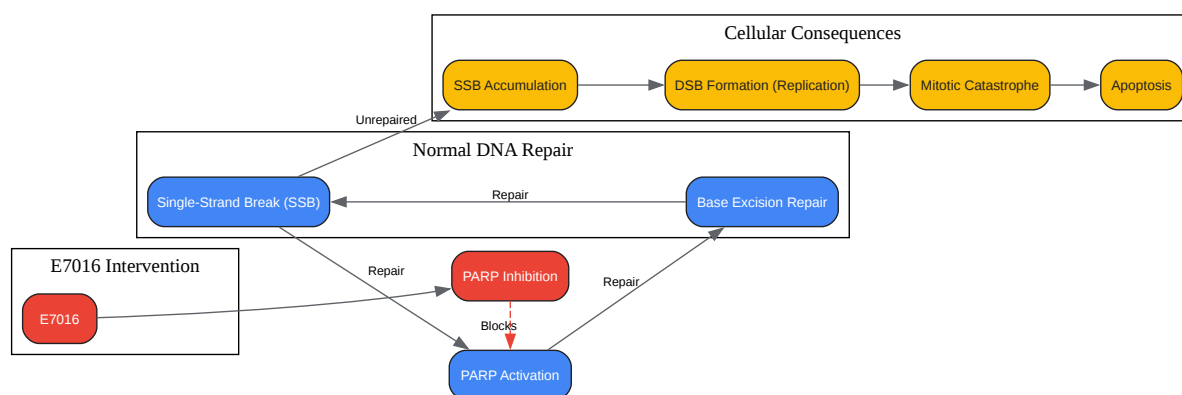 Cellular Consequences
SSB Accumulation
DSB Formation (Replication)
Mitotic Catastrophe
Apoptosis
Unrepaired
Normal DNA Repair
Single-Strand Break (SSB)
Repair
Base Excision Repair
E7016 Intervention
E7016
Repair
PARP Inhibition
Repair
Blocks
PARP Activation